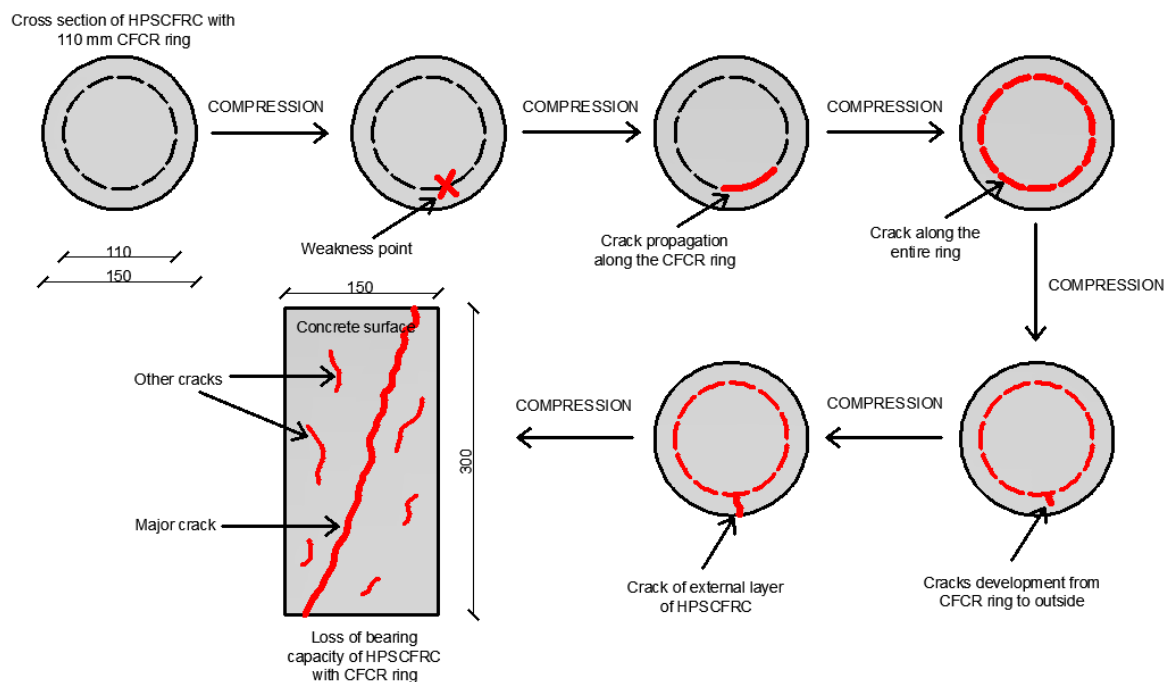 Cross section of HPSCFRC with
110 mm CFCR ring
COMPRESSION
COMPRESSION
COMPRESSION
Weakness point
Crack propagation
along the CFCR ring
Crack along the
entire ring
110
150
COMPRESSION
150
Concrete surface
Other cracks
300
Major crack
COMPRESSION
COMPRESSION
Crack of external layer
of HPSCFRC
Cracks development from
CFCR ring to outside
Loss of bearing
capacity of HPSCFRC
with CFCR ring